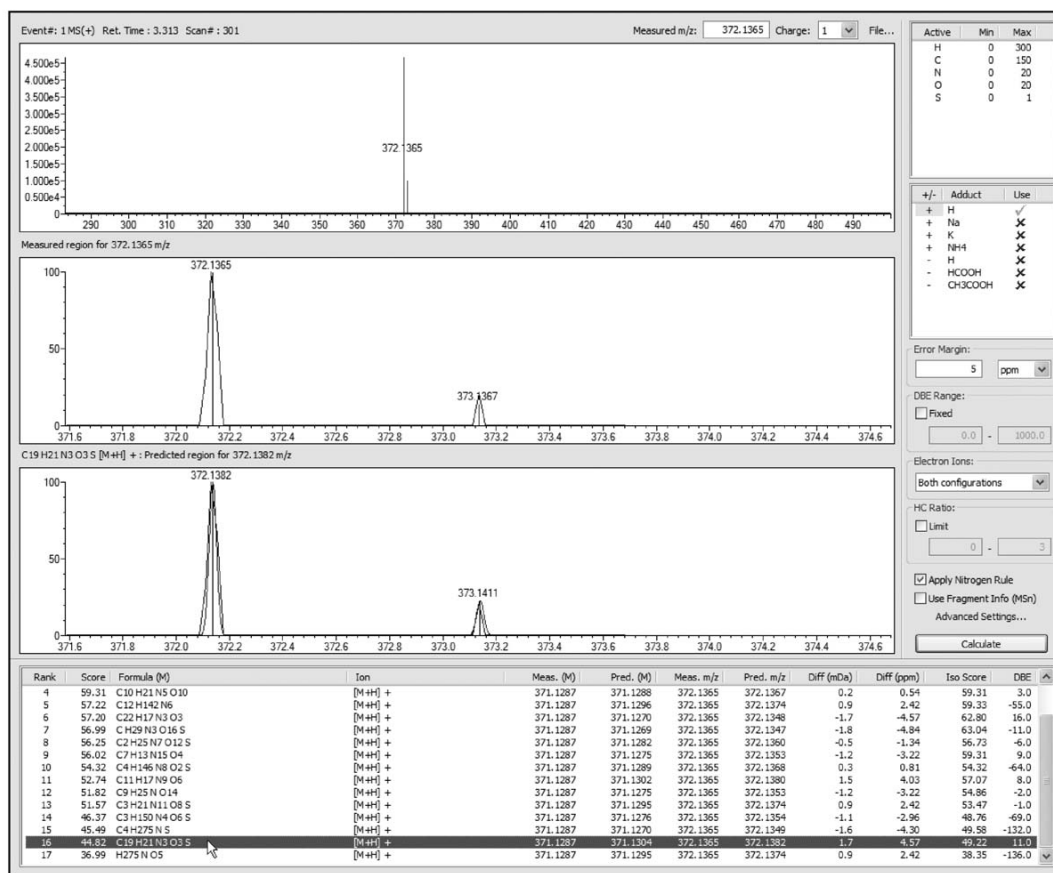 Event#: 1 MS(+) Ret. Time : 3.313 Scan# : 301
Measured m/z: 372.1365 Charge: 1 File...
4.500e5
4.000e5
3.500e5
3.000e5
2.500e5
2.000e5
1.500e5
1.000e5
0.500e4
0
372.1365
290 300 310 320 330 340 350 360 370 380 390 400 410 420 430 440 450 460 470 480 490
Measured region for 372.1365 m/z
372.1365
373.1367
100
50
0
371.6 371.8 372.0 372.2 372.4 372.6 372.8 373.0 373.2 373.4 373.6 373.8 374.0 374.2 374.4 374.6
C19 H21 N3 O3 S [M+H] + : Predicted region for 372.1382 m/z
372.1382
373.1411
100
50
0
371.6 371.8 372.0 372.2 372.4 372.6 372.8 373.0 373.2 373.4 373.6 373.8 374.0 374.2 374.4 374.6
Active Min Max
H 0 300
C 0 150
N 0 20
O 0 20
S 0 1
+/- Adduct Use
+ H
+ Na
+ K
+ NH4
- H
- HCOOH
- CH3COOH
Error Margin:
5 ppm
DBE Range:
Fixed
0.0 - 1000.0
Electron Ions:
Both configurations
HC Ratio:
Limit
0 - 3
Apply Nitrogen Rule
Use Fragment Info (MSn)
Advanced Settings...
Calculate
Rank Score Formula (M) Ion Meas. (M) Pred. (M) Meas. m/z Pred. m/z Diff (mDa) Diff (ppm) Iso Score DBE
4 59.31 C10 H21 N5 O10 [M+H] + 371.1287 371.1288 372.1365 372.1367 0.2 0.54 59.31 3.0
5 57.22 C12 H142 N6 [M+H] + 371.1287 371.1296 372.1365 372.1374 0.9 2.42 59.33 -55.0
6 57.20 C22 H17 N3 O3 [M+H] + 371.1287 371.1270 372.1365 372.1348 -1.7 -4.57 62.80 16.0
7 56.99 C H29 N3 O16 S [M+H] + 371.1287 371.1269 372.1365 372.1347 -1.8 -4.84 63.04 -11.0
8 56.25 C2 H25 N7 O12 S [M+H] + 371.1287 371.1282 372.1365 372.1360 -0.5 -1.34 56.73 -6.0
9 56.02 C7 H13 N15 O4 [M+H] + 371.1287 371.1275 372.1365 372.1353 -1.2 -3.22 59.31 9.0
10 54.32 C4 H146 N8 O2 S [M+H] + 371.1287 371.1289 372.1365 372.1368 0.3 0.81 54.32 -64.0
11 52.74 C11 H17 N9 O6 [M+H] + 371.1287 371.1302 372.1365 372.1380 1.5 4.03 57.07 8.0
12 51.82 C9 H25 N O14 [M+H] + 371.1287 371.1275 372.1365 372.1353 -1.2 -3.22 54.86 -2.0
13 51.57 C3 H21 N11 O8 S [M+H] + 371.1287 371.1295 372.1365 372.1374 0.9 2.42 53.47 -1.0
14 46.37 C3 H150 N4 O6 S [M+H] + 371.1287 371.1276 372.1365 372.1354 -1.1 -2.96 48.76 -69.0
15 45.49 C4 H275 N S [M+H] + 371.1287 371.1270 372.1365 372.1349 -1.6 -4.30 49.58 -132.0
16 44.82 C19 H21 N3 O3 S [M+H] + 371.1287 371.1304 372.1365 372.1382 1.7 4.57 49.22 11.0
17 36.99 H275 N O5 [M+H] + 371.1287 371.1295 372.1365 372.1374 0.9 2.42 38.35 -136.0